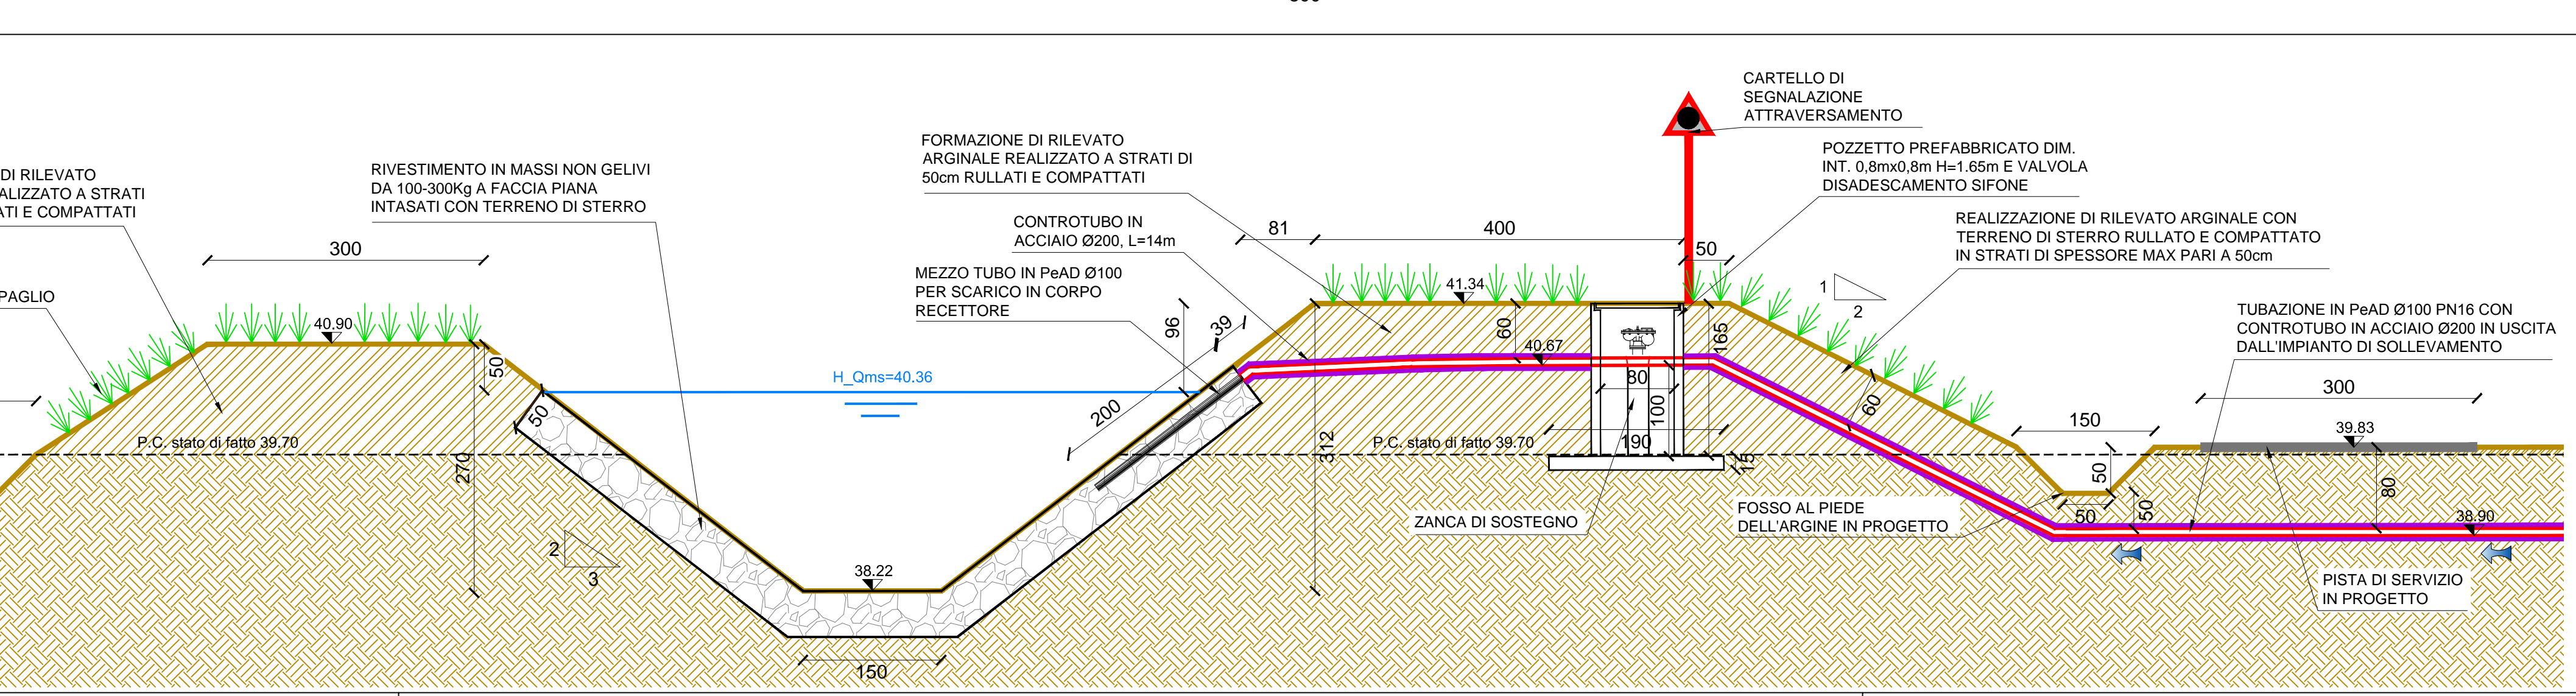 DI RILEVATO
ALIZZATO A STRATI
ATI E COMPATTATI
PAGLIO
300
40.90
50
P.C. stato di fatto 39.70
270
RIVESTIMENTO IN MASSI NON GELIVI
DA 100-300Kg A FACCIA PIANA
INTASATI CON TERRENO DI STERRO
50
2
3
H_Qms=40.36
38.22
150
FORMAZIONE DI RILEVATO
ARGINALE REALIZZATO A STRATI DI
50cm RULLATI E COMPATTATI
CONTROTUBO IN
ACCIAIO Ø200, L=14m
MEZZO TUBO IN PeAD Ø100
PER SCARICO IN CORPO
RECETTORE
81
400
50
96
39
200
312
41.34
60
40.67
165
80
100
190
15
P.C. stato di fatto 39.70
ZANCA DI SOSTEGNO
CARTELLO DI
SEGNALAZIONE
ATTRAVERSAMENTO
POZZETTO PREFABBRICATO DIM.
INT. 0,8mx0,8m H=1.65m E VALVOLA
DISADESCAMENTO SIFONE
REALIZZAZIONE DI RILEVATO ARGINALE CON
TERRENO DI STERRO RULLATO E COMPATTATO
IN STRATI DI SPESSORE MAX PARI A 50cm
1
2
60
TUBAZIONE IN PeAD Ø100 PN16 CON
CONTROTUBO IN ACCIAIO Ø200 IN USCITA
DALL'IMPIANTO DI SOLLEVAMENTO
150
300
39.83
50
50
50
80
38.90
FOSSO AL PIEDE
DELL'ARGINE IN PROGETTO
PISTA DI SERVIZIO
IN PROGETTO